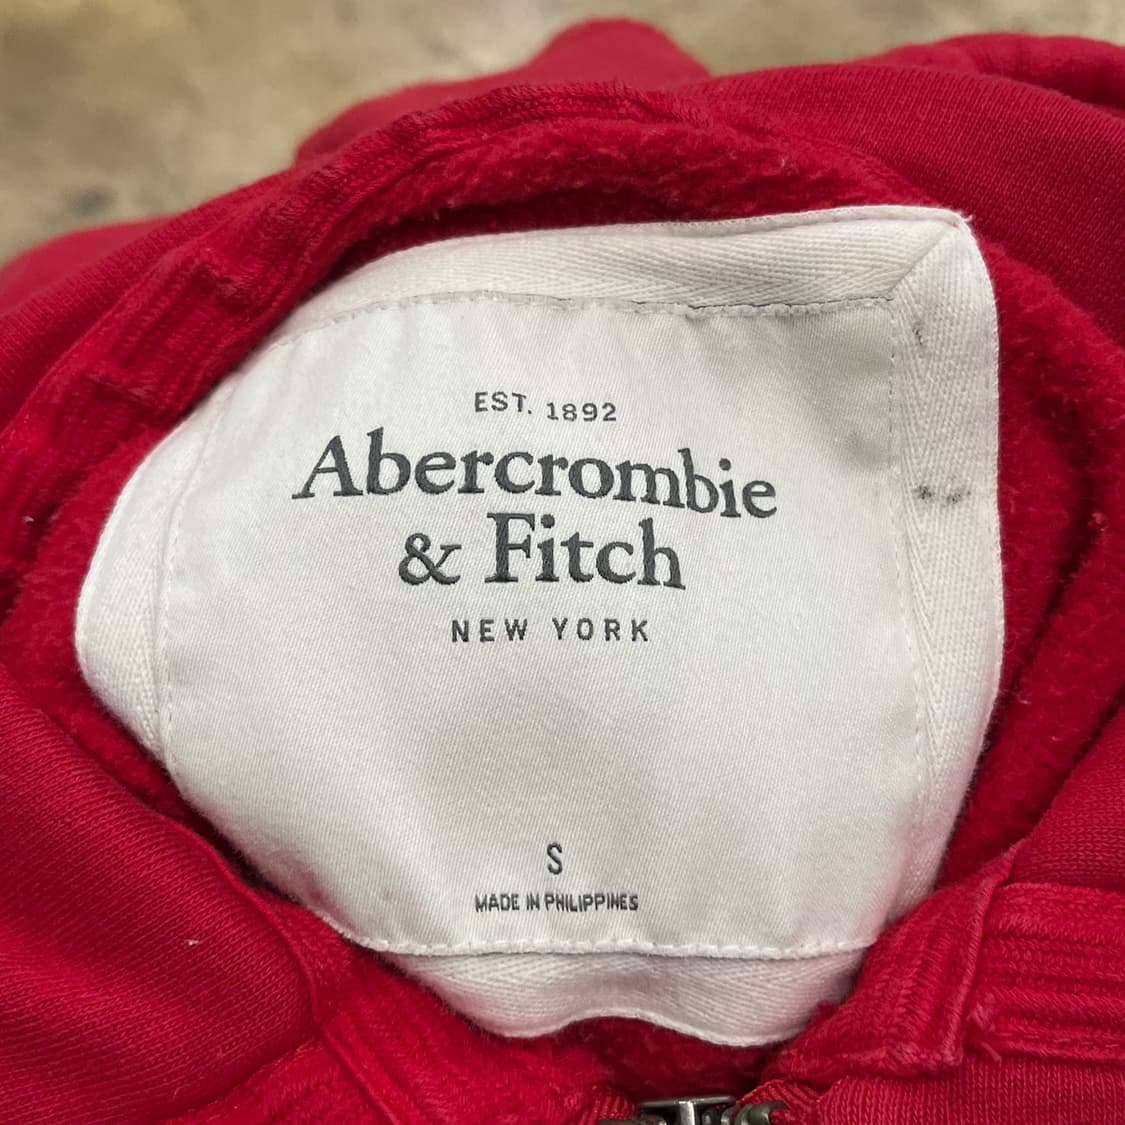 EST. 1892
Abercrombie
& Fitch
NEW YORK
S
MADE IN PHILIPPINES